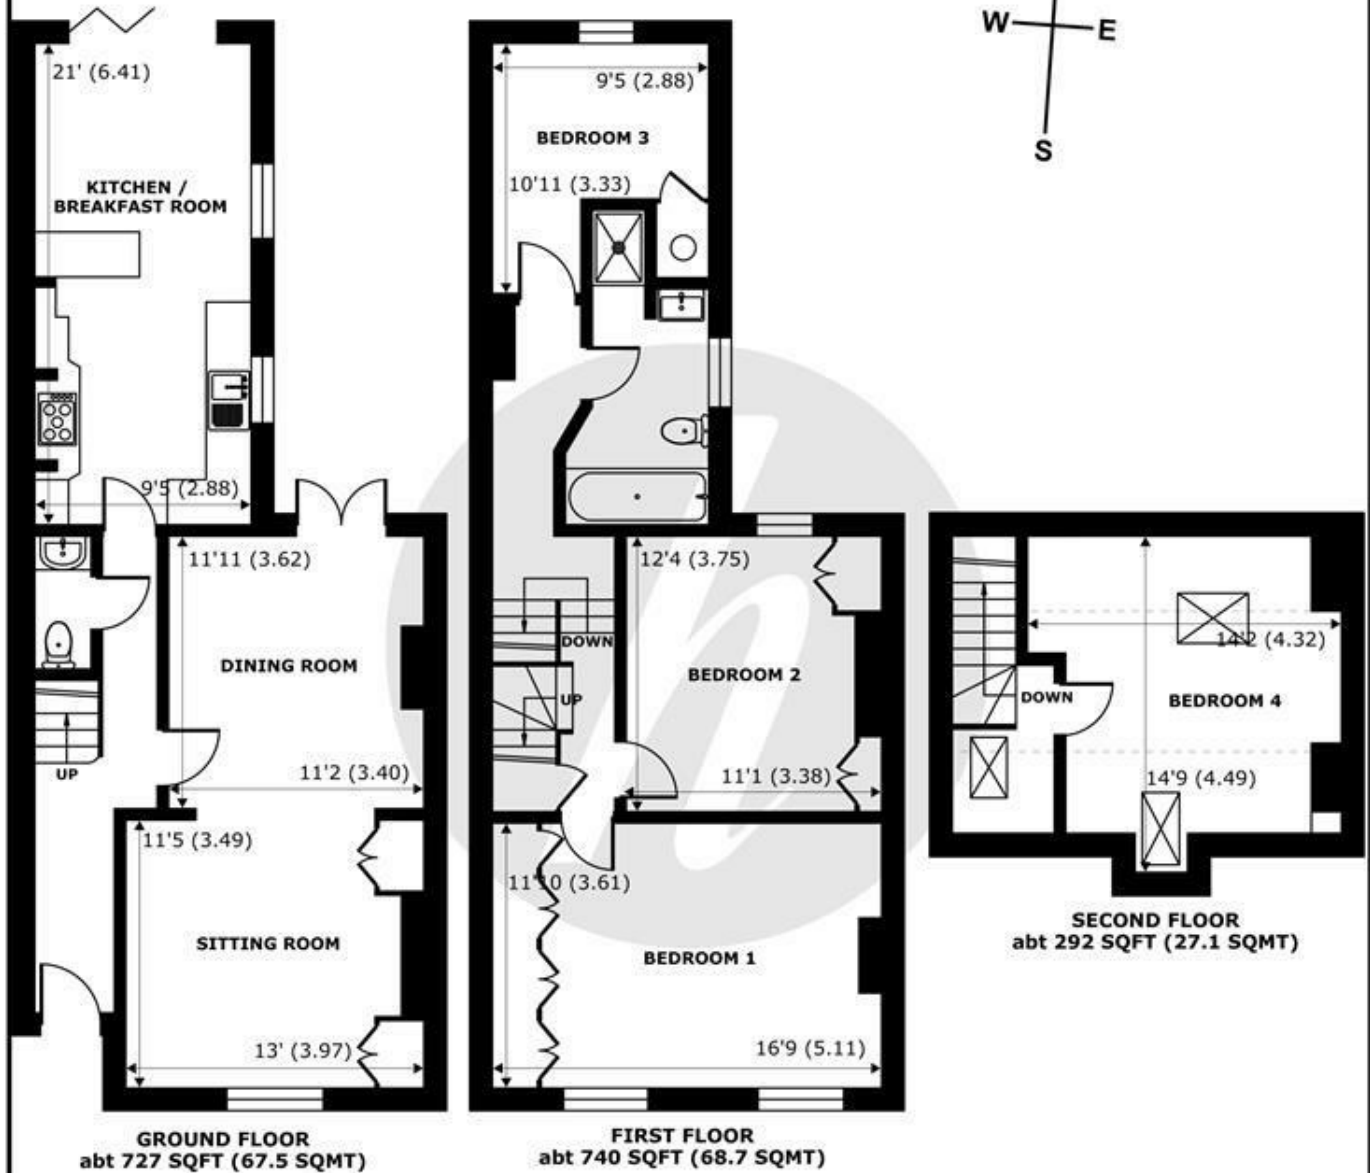 W
E
S
21' (6.41)
KITCHEN /
BREAKFAST ROOM
9'5 (2.88)
11'11 (3.62)
DINING ROOM
11'2 (3.40)
UP
11'5 (3.49)
SITTING ROOM
13' (3.97)
GROUND FLOOR
abt 727 SQFT (67.5 SQMT)
9'5 (2.88)
BEDROOM 3
10'11 (3.33)
12'4 (3.75)
DOWN
UP
BEDROOM 2
11'1 (3.38)
11'10 (3.61)
BEDROOM 1
16'9 (5.11)
FIRST FLOOR
abt 740 SQFT (68.7 SQMT)
h
14'2 (4.32)
DOWN
BEDROOM 4
14'9 (4.49)
SECOND FLOOR
abt 292 SQFT (27.1 SQMT)